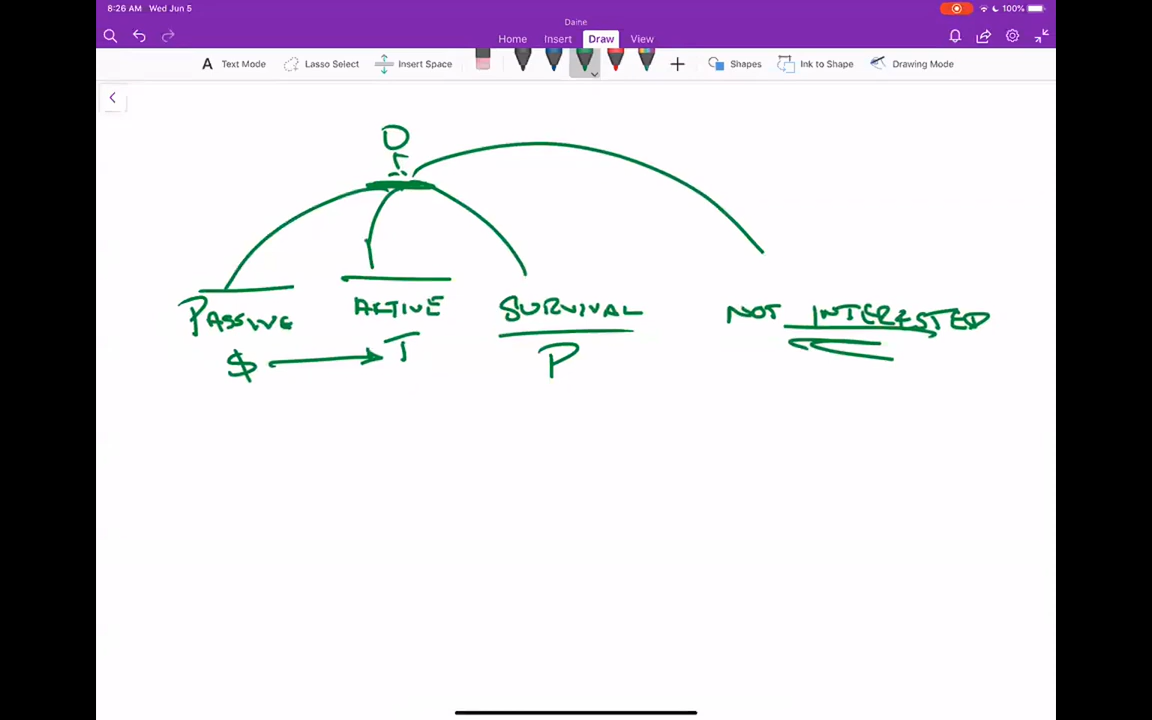 8:26 AM Wed Jun 5
100%
Daine
Home Insert Draw View
A Text Mode Lasso Select Insert Space Shapes Ink to Shape Drawing Mode
D
PASSIVE ACTIVE SURVIVAL NOT INTERESTED
$ T P